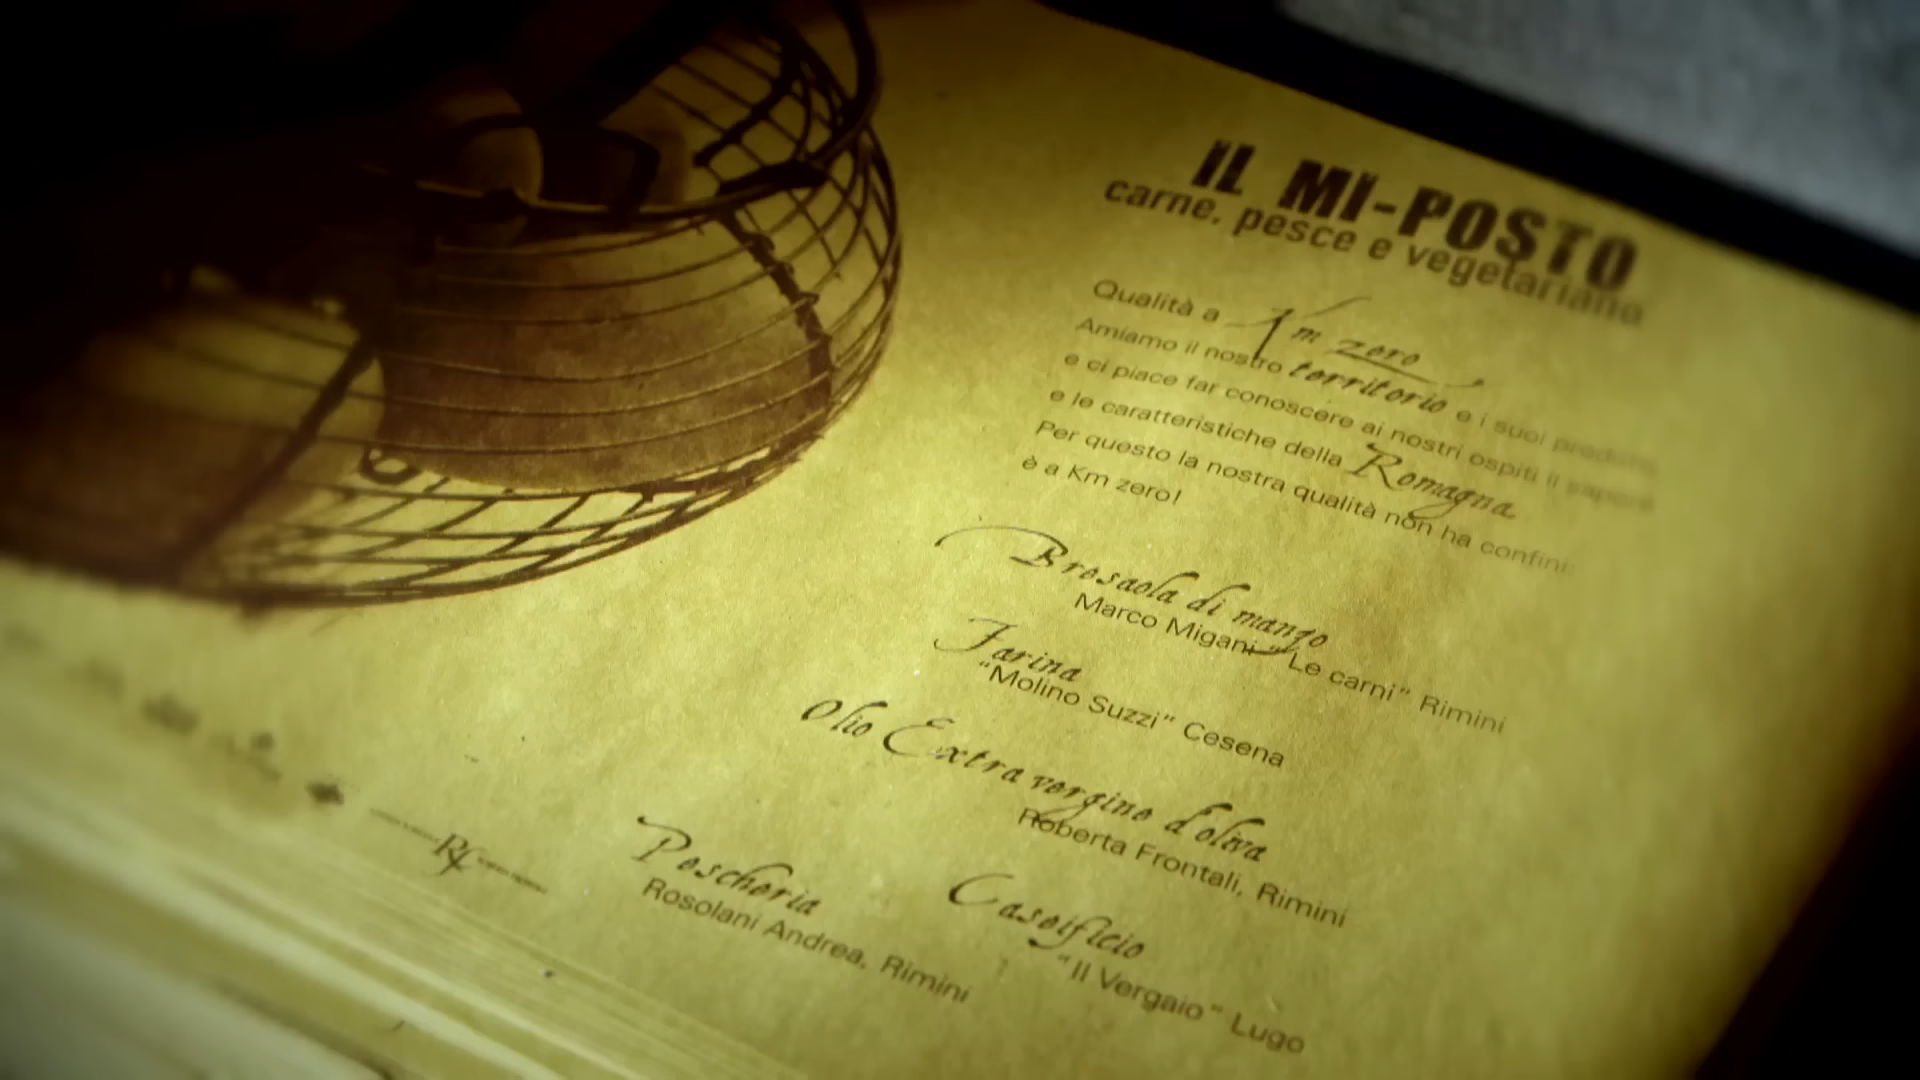 IL MI-POSTO
carne, pesce e vegetariano
Qualità a Km zero
Amiamo il nostro territorio e i suoi prodotti
e ci piace far conoscere ai nostri ospiti il sapore
e le caratteristiche della Romagna
Per questo la nostra qualità non ha confini:
è a Km zero!
Bresaola di manzo
Marco Migani "Le carni" Rimini
Farina
"Molino Suzzi" Cesena
Olio Extra vergine d'oliva
Roberta Frontali, Rimini
Pescheria
Rosolani Andrea, Rimini
Caseificio
"Il Vergaio" Lugo